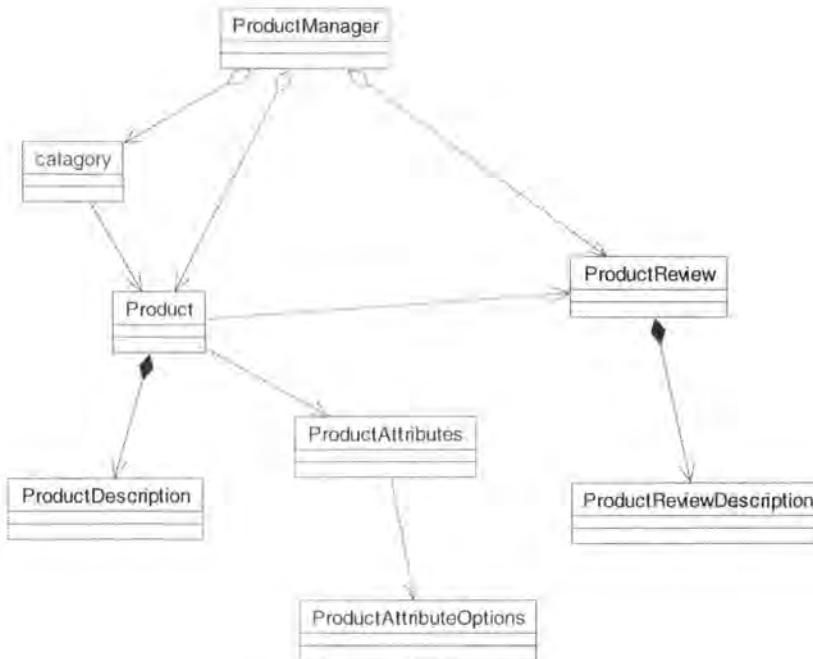 ProductManager
catagory
ProductReview
Product
ProductAttributes
ProductDescription
ProductReviewDescription
ProductAttributeOptions